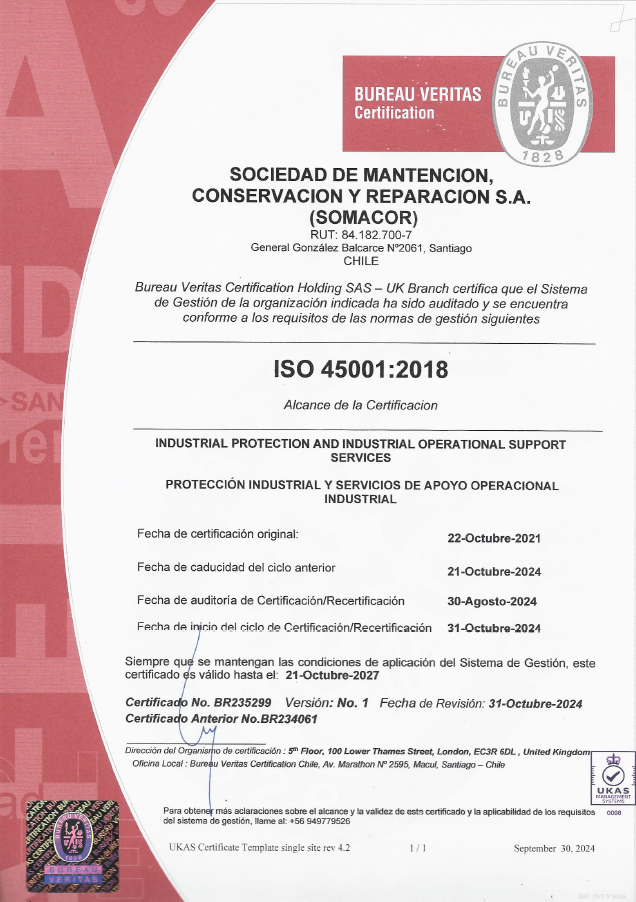 BUREAU VERITAS
Certification
BUREAU VERITAS
1828
SOCIEDAD DE MANTENCION,
CONSERVACION Y REPARACION S.A.
(SOMACOR)
RUT: 84.182.700-7
General González Balcarce Nº2061, Santiago
CHILE
Bureau Veritas Certification Holding SAS – UK Branch certifica que el Sistema
de Gestión de la organización indicada ha sido auditado y se encuentra
conforme a los requisitos de las normas de gestión siguientes
ISO 45001:2018
Alcance de la Certificacion
INDUSTRIAL PROTECTION AND INDUSTRIAL OPERATIONAL SUPPORT
SERVICES
PROTECCIÓN INDUSTRIAL Y SERVICIOS DE APOYO OPERACIONAL
INDUSTRIAL
Fecha de certificación original: 22-Octubre-2021
Fecha de caducidad del ciclo anterior 21-Octubre-2024
Fecha de auditoría de Certificación/Recertificación 30-Agosto-2024
Fecha de inicio del ciclo de Certificación/Recertificación 31-Octubre-2024
Siempre que se mantengan las condiciones de aplicación del Sistema de Gestión, este
certificado es válido hasta el: 21-Octubre-2027
Certificado No. BR235299 Versión: No. 1 Fecha de Revisión: 31-Octubre-2024
Certificado Anterior No.BR234061
Dirección del Organismo de certificación : 5th Floor, 100 Lower Thames Street, London, EC3R 6DL , United Kingdom
Oficina Local : Bureau Veritas Certification Chile, Av. Marathon Nº 2595, Macul, Santiago – Chile
UKAS
MANAGEMENT
SYSTEMS
0008
Para obtener más aclaraciones sobre el alcance y la validez de este certificado y la aplicabilidad de los requisitos
del sistema de gestión, llame al: +56 949779526
BUREAU
VERITAS
UKAS Certificate Template single site rev 4.2 1 / 1 September 30, 2024